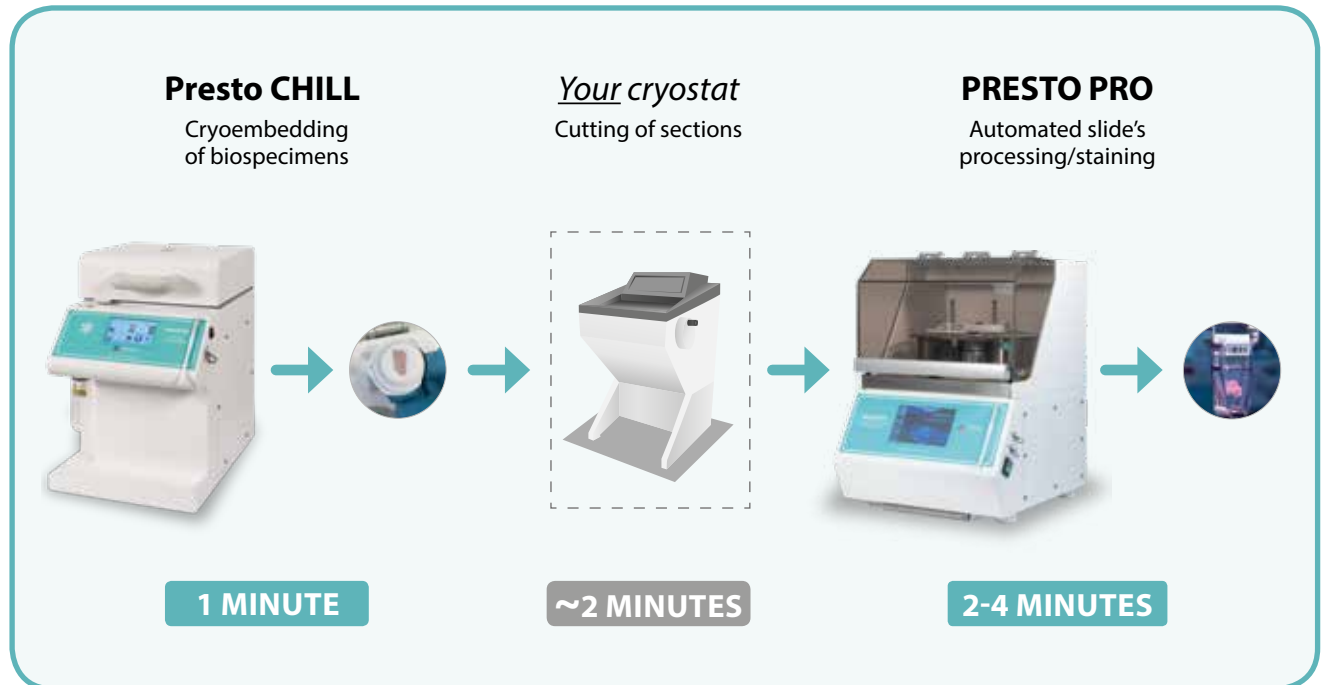 Presto CHILL
Cryoembedding
of biospecimens
Your cryostat
Cutting of sections
PRESTO PRO
Automated slide's
processing/staining
1 MINUTE
~2 MINUTES
2-4 MINUTES